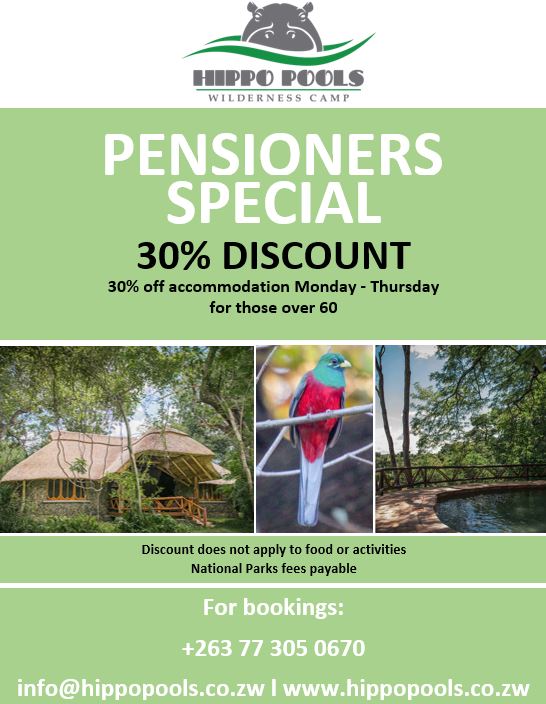 HIPPO POOLS
WILDERNESS CAMP
PENSIONERS
SPECIAL
30% DISCOUNT
30% off accommodation Monday - Thursday
for those over 60
Discount does not apply to food or activities
National Parks fees payable
For bookings:
+263 77 305 0670
info@hippopools.co.zw l www.hippopools.co.zw